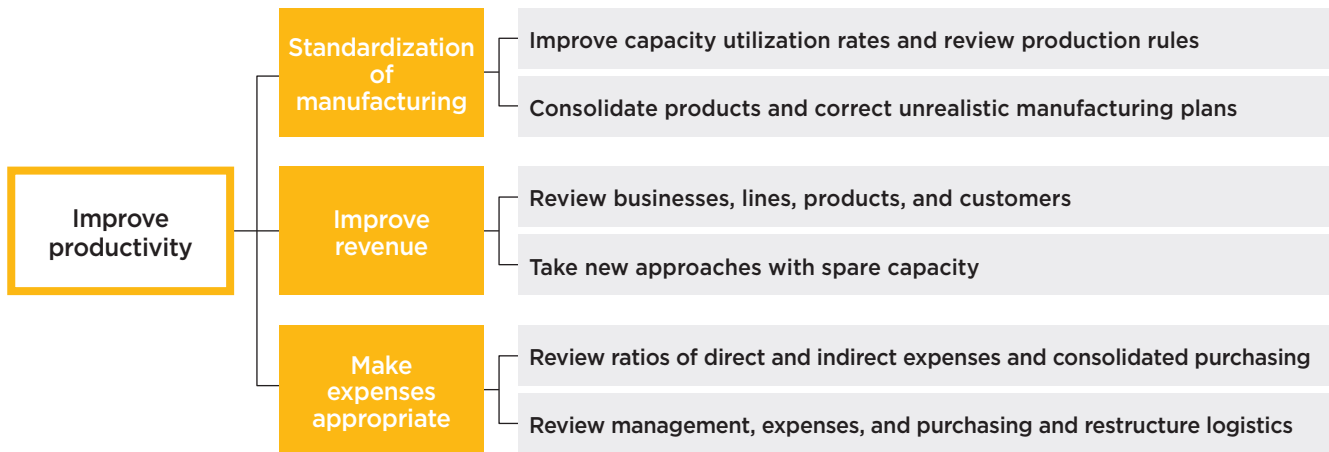 Improve
productivity
Standardization
of
manufacturing
Improve capacity utilization rates and review production rules
Consolidate products and correct unrealistic manufacturing plans
Improve
revenue
Review businesses, lines, products, and customers
Take new approaches with spare capacity
Make
expenses
appropriate
Review ratios of direct and indirect expenses and consolidated purchasing
Review management, expenses, and purchasing and restructure logistics